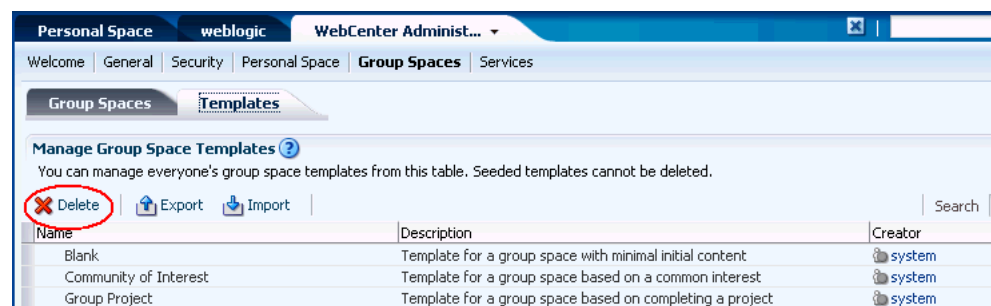 Personal Space weblogic WebCenter Administ...
Welcome General Security Personal Space Group Spaces Services
Group Spaces Templates
Manage Group Space Templates ?
You can manage everyone's group space templates from this table. Seeded templates cannot be deleted.
Delete Export Import Search
Name Description Creator
Blank Template for a group space with minimal initial content system
Community of Interest Template for a group space based on a common interest system
Group Project Template for a group space based on completing a project system